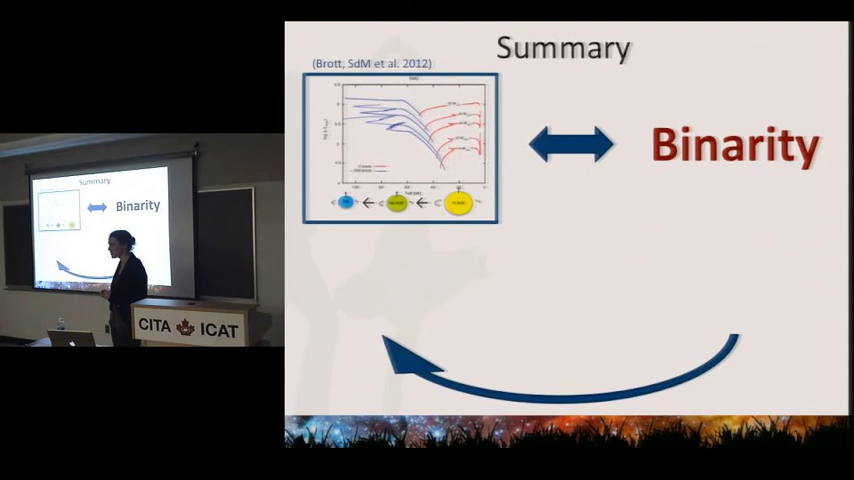 Summary
(Brott, SdM et al. 2012)
Binarity
Summary
Binarity
CITA ICAT